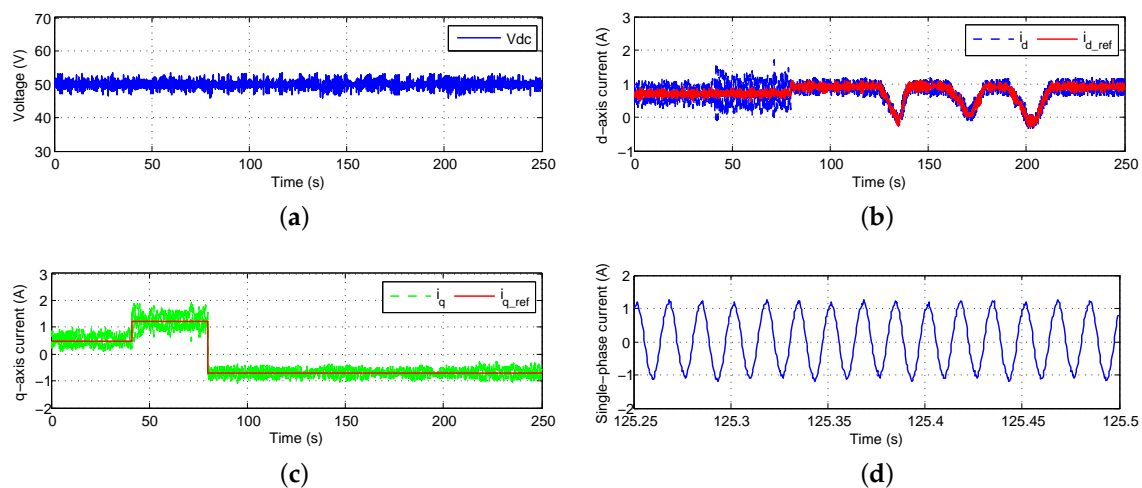 70
60
50
40
30
Voltage (V)
Vdc
0 50 100 150 200 250
Time (s)
(a)
3
2
1
0
−1
d−axis current (A)
i_d i_d_ref
0 50 100 150 200 250
Time (s)
(b)
3
2
1
0
−1
−2
q−axis current (A)
i_q i_q_ref
0 50 100 150 200 250
Time (s)
(c)
2
1
0
−1
−2
Single−phase current (A)
125.25 125.3 125.35 125.4 125.45 125.5
Time (s)
(d)